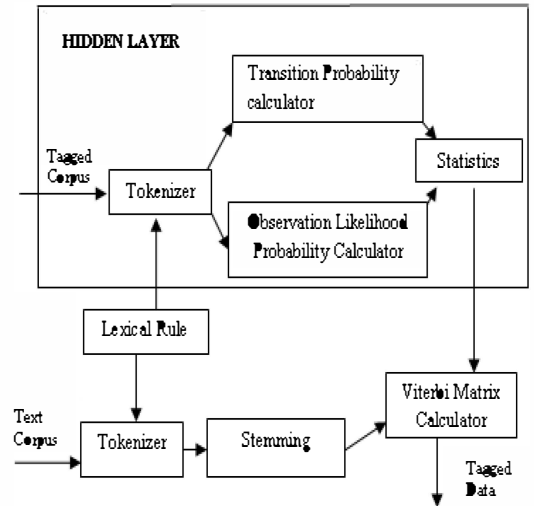 HIDDEN LAYER
Transition Probability
calculator
Tagged
Corpus
Tokenizer
Statistics
Observation Likelihood
Probability Calculator
Lexical Rule
Text
Corpus
Tokenizer
Stemming
Viterbi Matrix
Calculator
Tagged
Data